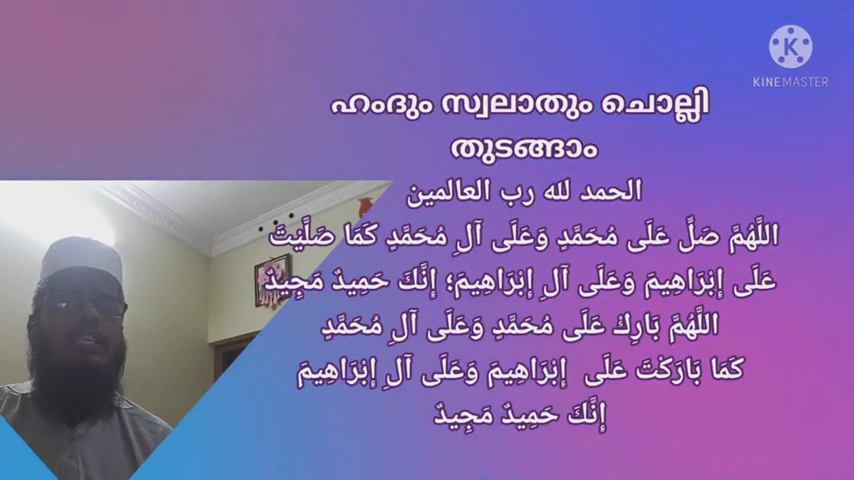 KINEMASTER
ഹംദും സ്വലാതും ചൊല്ലി
തുടങ്ങാം
الحمد لله رب العالمين
اللَّهُمَّ صَلِّ عَلَى مُحَمَّدٍ وَعَلَى آلِ مُحَمَّدٍ كَمَا صَلَّيْتَ
عَلَى إِبْرَاهِيمَ وَعَلَى آلِ إِبْرَاهِيمَ؛ إِنَّكَ حَمِيدٌ مَجِيدٌ
اللَّهُمَّ بَارِكْ عَلَى مُحَمَّدٍ وَعَلَى آلِ مُحَمَّدٍ
كَمَا بَارَكْتَ عَلَى إِبْرَاهِيمَ وَعَلَى آلِ إِبْرَاهِيمَ
إِنَّكَ حَمِيدٌ مَجِيدٌ